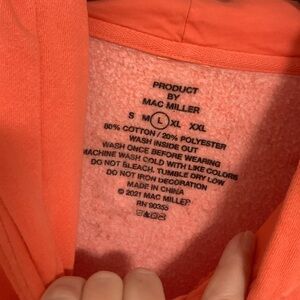 PRODUCT
BY
MAC MILLER
S M L XL XXL
80% COTTON / 20% POLYESTER
WASH INSIDE OUT
WASH ONCE BEFORE WEARING
MACHINE WASH COLD WITH LIKE COLORS
DO NOT BLEACH. TUMBLE DRY LOW
DO NOT IRON DECORATION
MADE IN CHINA
© 2021 MAC MILLER
RN 90355